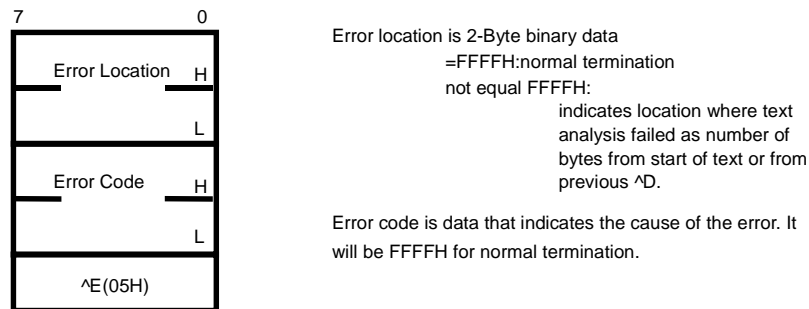 7 0
Error Location H
L
Error Code H
L
^E(05H)
Error location is 2-Byte binary data
=FFFFH:normal termination
not equal FFFFH:
indicates location where text
analysis failed as number of
bytes from start of text or from
previous ^D.
Error code is data that indicates the cause of the error. It
will be FFFFH for normal termination.